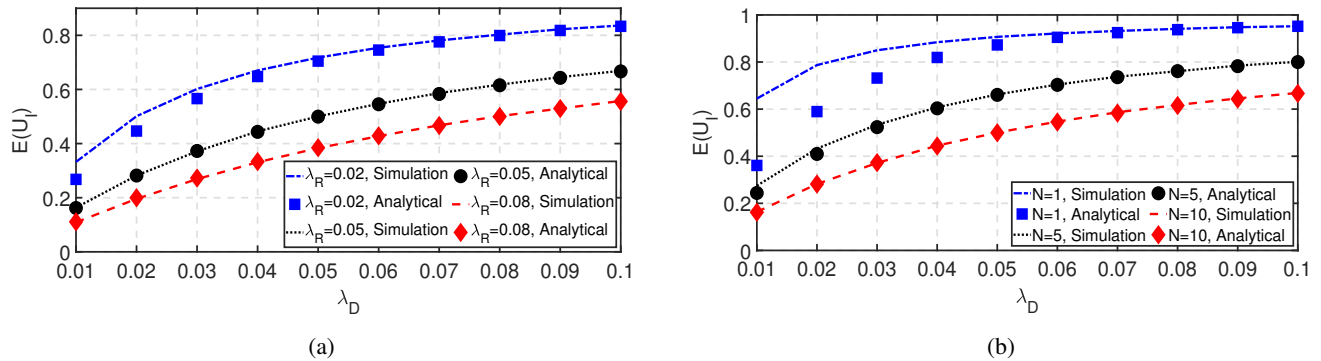 0.8
0.6
0.4
0.2
0
E(U_I)
λ_R=0.02, Simulation
λ_R=0.02, Analytical
λ_R=0.05, Simulation
λ_R=0.05, Analytical
λ_R=0.08, Simulation
λ_R=0.08, Analytical
0.01 0.02 0.03 0.04 0.05 0.06 0.07 0.08 0.09 0.1
λ_D
(a)
1
0.8
0.6
0.4
0.2
0
E(U_I)
N=1, Simulation
N=1, Analytical
N=5, Simulation
N=5, Analytical
N=10, Simulation
N=10, Analytical
0.01 0.02 0.03 0.04 0.05 0.06 0.07 0.08 0.09 0.1
λ_D
(b)